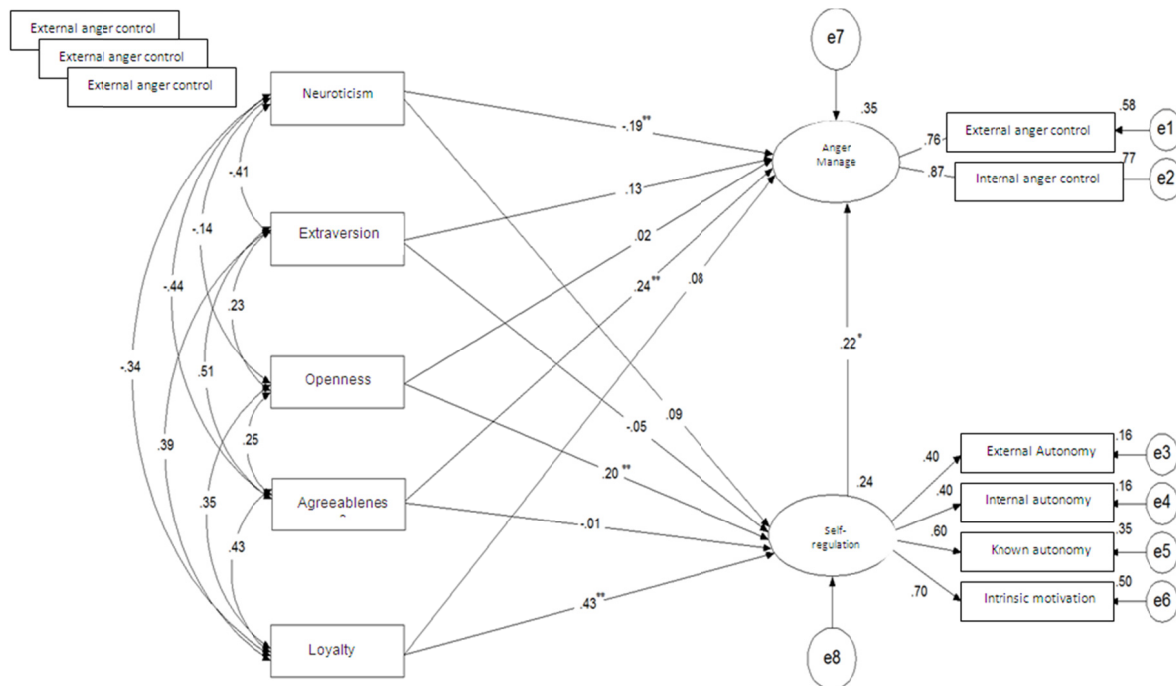 External anger control
External anger control
External anger control
e7
Neuroticism
-.19**
.35
Anger
Manage
.76
External anger control
.58
e1
.87
Internal anger control
.77
e2
-.41
.13
Extraversion
-.14
.02
.08
-.44
.23
.24**
.22*
-.34
Openness
.51
.09
.39
.25
-.05
.20**
.24
.40
External Autonomy
.16
e3
.35
Agreeablenes
-.01
Self-
regulation
.40
Internal autonomy
.16
e4
.43
.60
Known autonomy
.35
e5
.43**
.70
Intrinsic motivation
.50
e6
Loyalty
e8